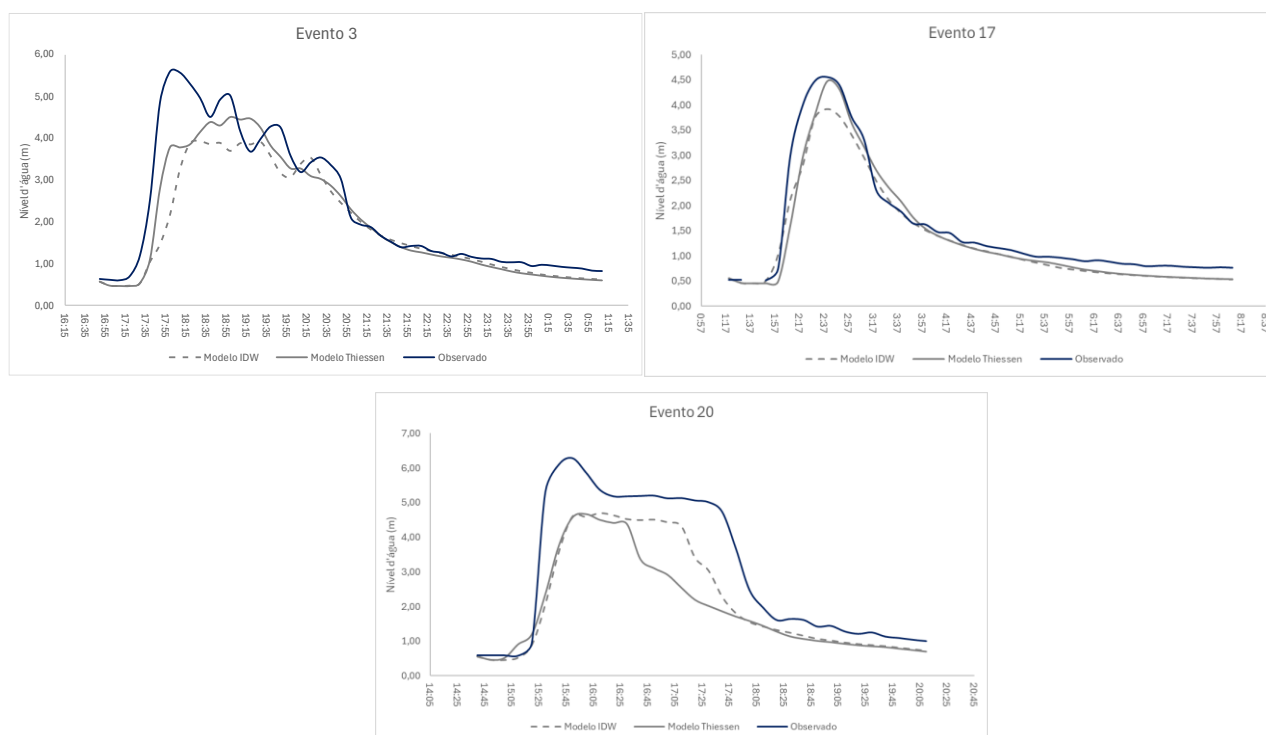 Evento 3
6,00
5,00
4,00
3,00
2,00
1,00
0,00
Nível d'água (m)
16:15 16:35 16:55 17:15 17:35 17:55 18:15 18:35 18:55 19:15 19:35 19:55 20:15 20:35 20:55 21:15 21:35 21:55 22:15 22:35 22:55 23:15 23:35 23:55 0:15 0:35 0:55 1:15 1:35
Modelo IDW Modelo Thiessen Observado
Evento 17
5,00
4,50
4,00
3,50
3,00
2,50
2,00
1,50
1,00
0,50
0,00
Nível d'água (m)
0:57 1:17 1:37 1:57 2:17 2:37 2:57 3:17 3:37 3:57 4:17 4:37 4:57 5:17 5:37 5:57 6:17 6:37 6:57 7:17 7:37 7:57 8:17 8:37
Modelo IDW Modelo Thiessen Observado
Evento 20
7,00
6,00
5,00
4,00
3,00
2,00
1,00
0,00
Nível d'água (m)
14:05 14:25 14:45 15:05 15:25 15:45 16:05 16:25 16:45 17:05 17:25 17:45 18:05 18:25 18:45 19:05 19:25 19:45 20:05 20:25 20:45
Modelo IDW Modelo Thiessen Observado